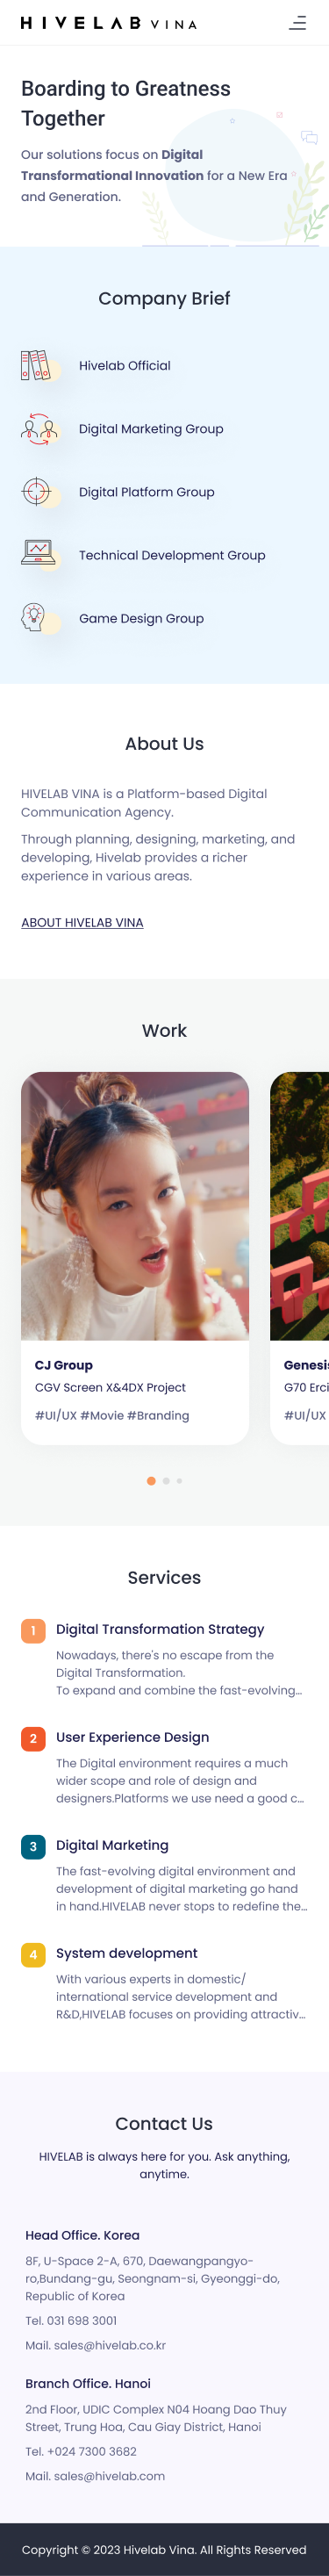 HIVELAB VINA
Boarding to Greatness
Together
Our solutions focus on Digital
Transformational Innovation for a New Era
and Generation.
Company Brief
Hivelab Official
Digital Marketing Group
Digital Platform Group
Technical Development Group
Game Design Group
About Us
HIVELAB VINA is a Platform-based Digital
Communication Agency.
Through planning, designing, marketing, and
developing, Hivelab provides a richer
experience in various areas.
ABOUT HIVELAB VINA
Work
CJ Group
CGV Screen X&4DX Project
#UI/UX #Movie #Branding
Genesis
G70 Erci
#UI/UX
Services
1 Digital Transformation Strategy
Nowadays, there's no escape from the
Digital Transformation.
To expand and combine the fast-evolving...
2 User Experience Design
The Digital environment requires a much
wider scope and role of design and
designers.Platforms we use need a good c...
3 Digital Marketing
The fast-evolving digital environment and
development of digital marketing go hand
in hand.HIVELAB never stops to redefine the...
4 System development
With various experts in domestic/
international service development and
R&D,HIVELAB focuses on providing attractiv...
Contact Us
HIVELAB is always here for you. Ask anything,
anytime.
Head Office. Korea
8F, U-Space 2-A, 670, Daewangpangyo-
ro,Bundang-gu, Seongnam-si, Gyeonggi-do,
Republic of Korea
Tel. 031 698 3001
Mail. sales@hivelab.co.kr
Branch Office. Hanoi
2nd Floor, UDIC Complex N04 Hoang Dao Thuy
Street, Trung Hoa, Cau Giay District, Hanoi
Tel. +024 7300 3682
Mail. sales@hivelab.com
Copyright © 2023 Hivelab Vina. All Rights Reserved